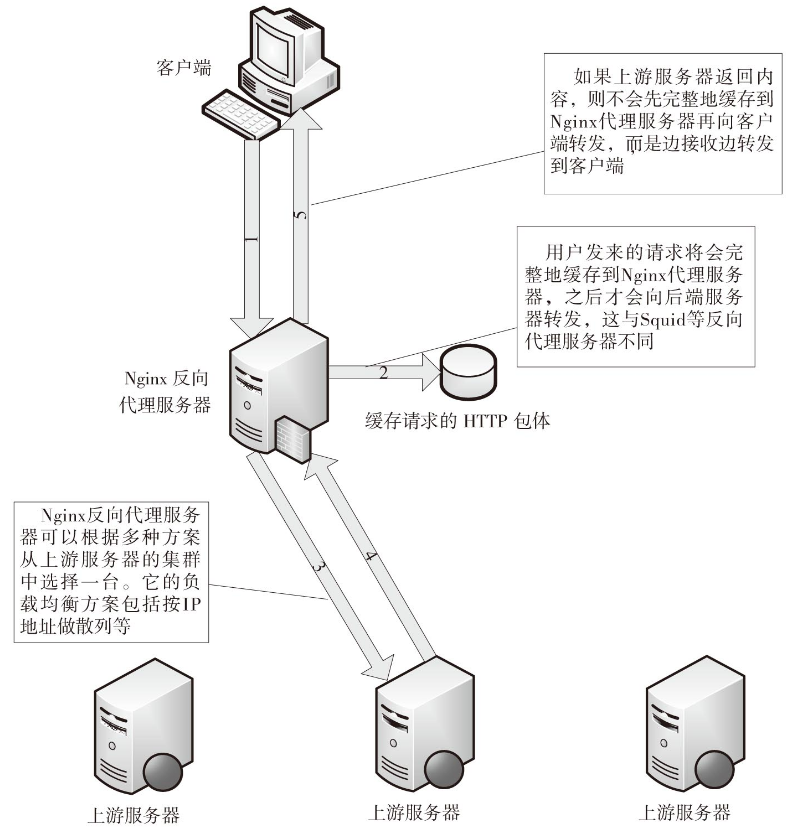 客户端
如果上游服务器返回内
容，则不会先完整地缓存到
Nginx代理服务器再向客户
端转发，而是边接收边转发
到客户端
5
1
用户发来的请求将会完
整地缓存到Nginx代理服务
器，之后才会向后端服务
器转发，这与Squid等反向
代理服务器不同
2
Nginx 反向
代理服务器
缓存请求的 HTTP 包体
Nginx反向代理服务
器可以根据多种方案
从上游服务器的集群
中选择一台。它的负
载均衡方案包括按IP
地址做散列等
3
4
上游服务器
上游服务器
上游服务器